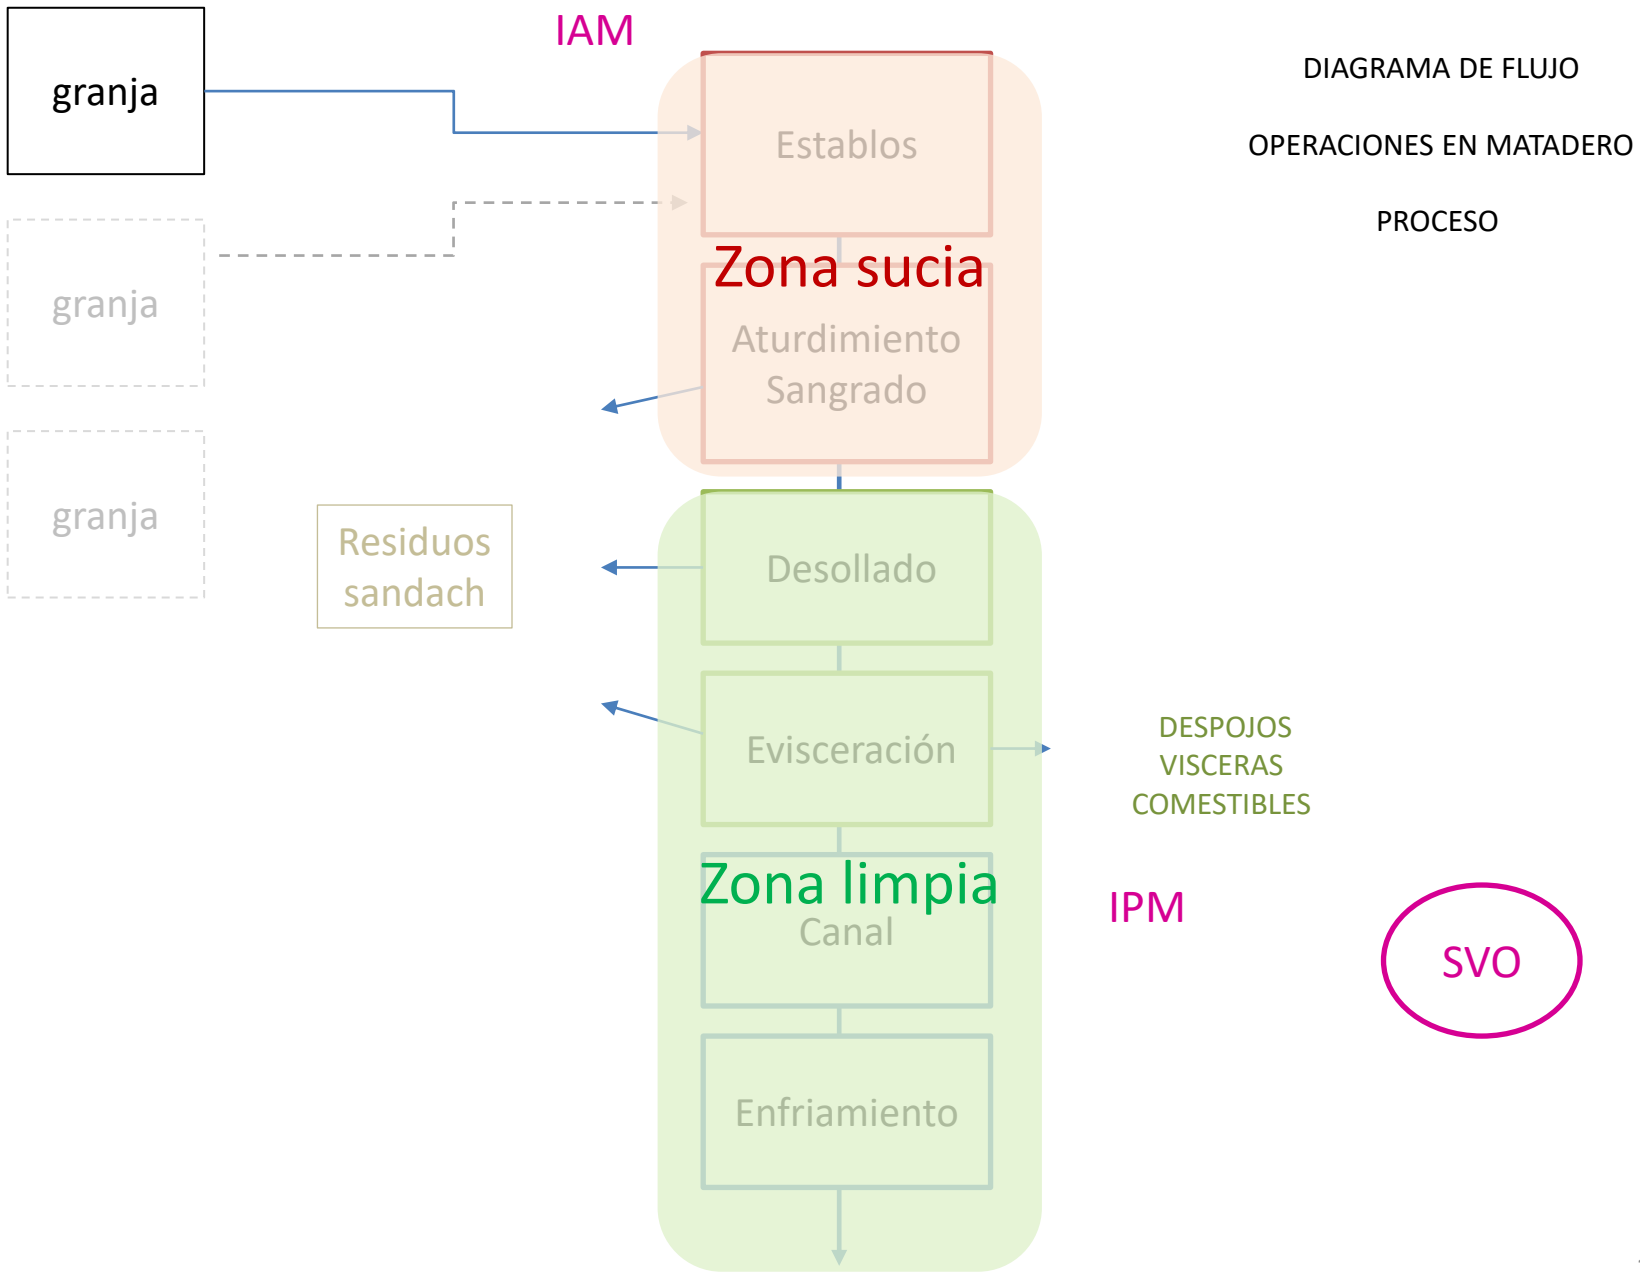 IAM
granja
DIAGRAMA DE FLUJO
OPERACIONES EN MATADERO
PROCESO
Establos
Zona sucia
granja
Aturdimiento
Sangrado
granja
Residuos
sandach
Desollado
Evisceración
DESPOJOS
VISCERAS
COMESTIBLES
Zona limpia
Canal
IPM
SVO
Enfriamiento